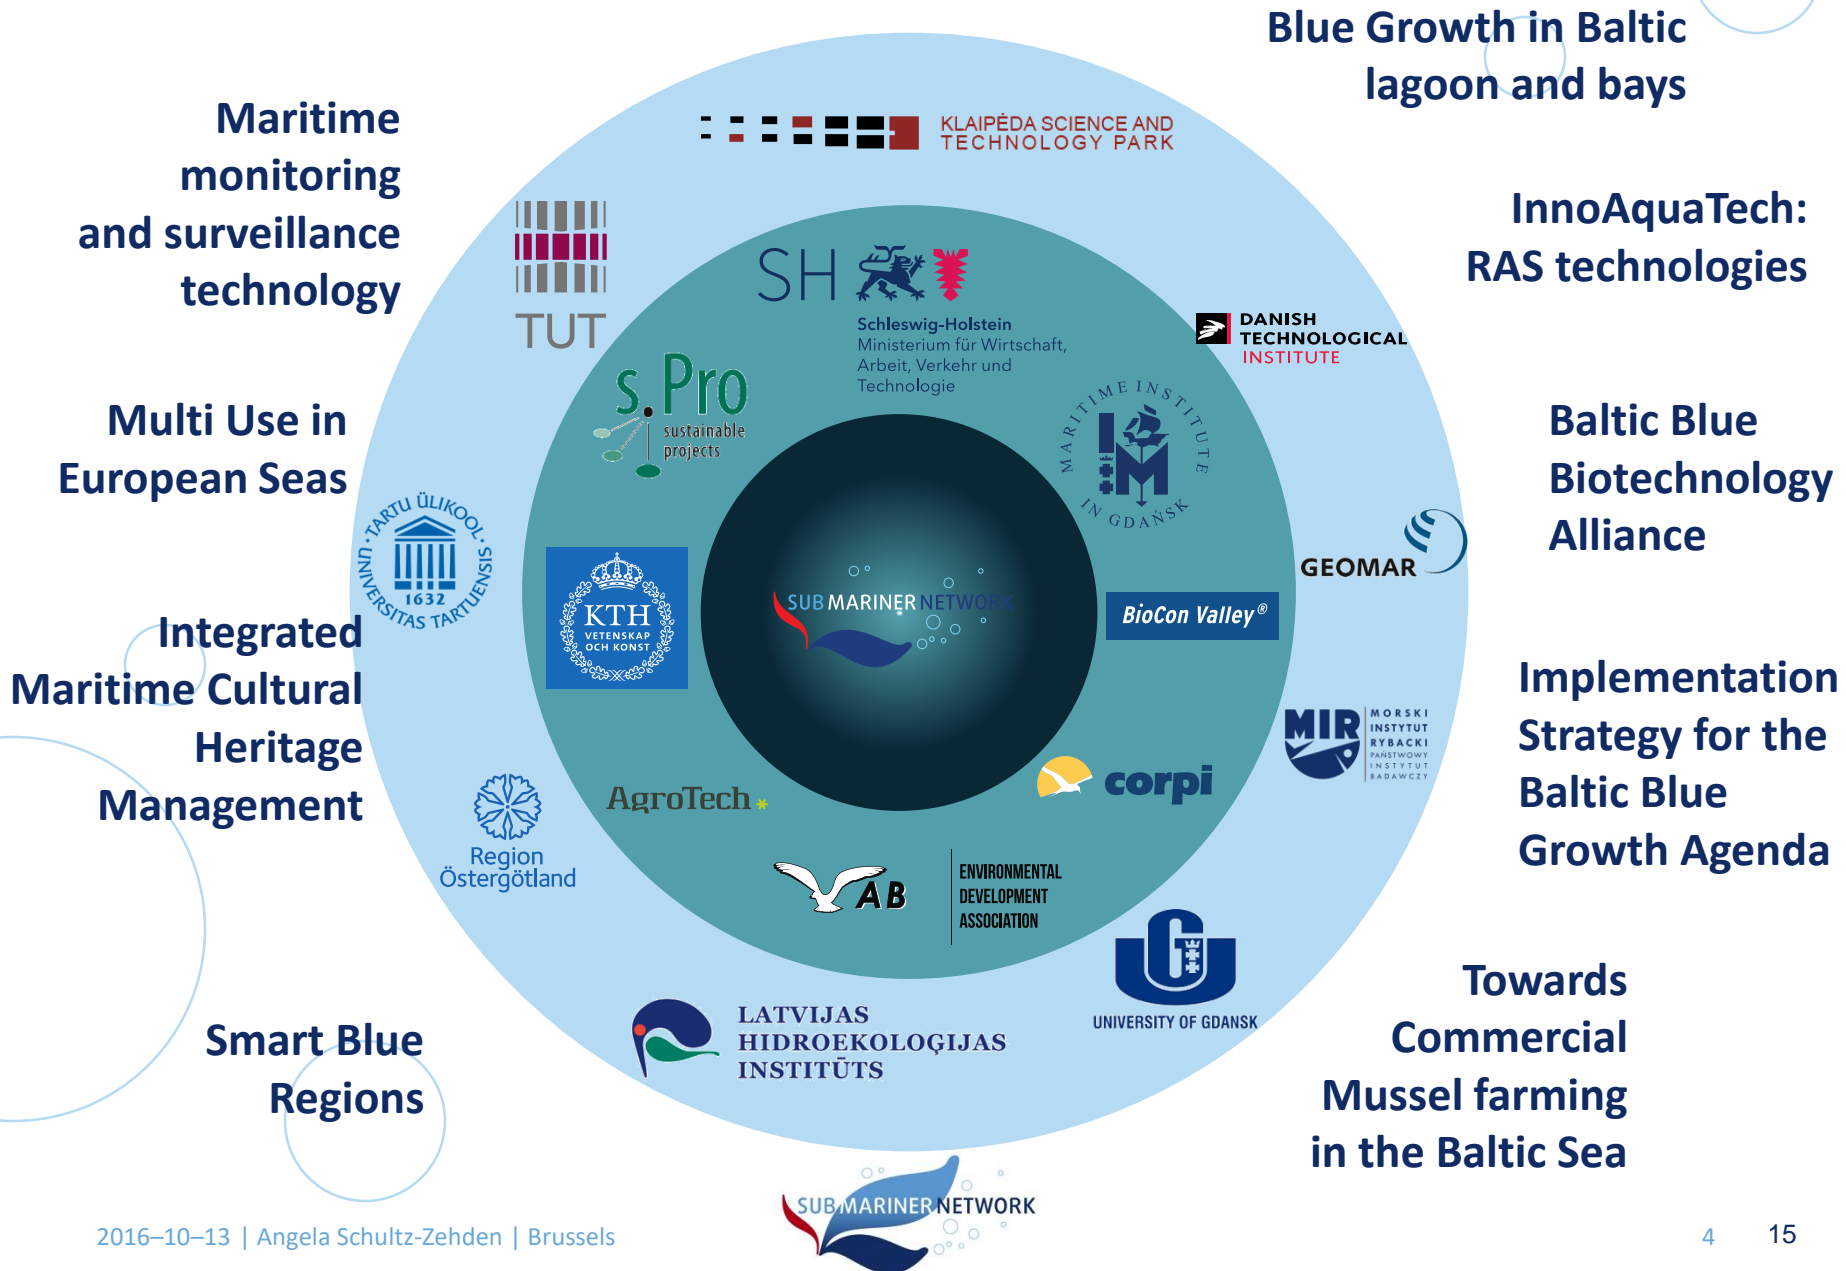 Blue Growth in Baltic
lagoon and bays
Maritime
monitoring
and surveillance
technology
KLAIPĖDA SCIENCE AND
TECHNOLOGY PARK
InnoAquaTech:
RAS technologies
TUT
SH
Schleswig-Holstein
Ministerium für Wirtschaft,
Arbeit, Verkehr und
Technologie
DANISH
TECHNOLOGICAL
INSTITUTE
s.Pro
sustainable
projects
MARITIME INSTITUTE
IN GDAŃSK
Multi Use in
European Seas
Baltic Blue
Biotechnology
Alliance
TARTU ÜLIKOOL
UNIVERSITAS TARTUENSIS
1632
GEOMAR
KTH
VETENSKAP
OCH KONST
SUBMARINER NETWORK
BioCon Valley®
Integrated
Maritime Cultural
Heritage
Management
Implementation
Strategy for the
Baltic Blue
Growth Agenda
MIR
MORSKI
INSTYTUT
RYBACKI
PAŃSTWOWY
INSTYTUT
BADAWCZY
Region
Östergötland
AgroTech
corpi
AB
ENVIRONMENTAL
DEVELOPMENT
ASSOCIATION
UNIVERSITY OF GDANSK
LATVIJAS
HIDROEKOLOĢIJAS
INSTITŪTS
Smart Blue
Regions
Towards
Commercial
Mussel farming
in the Baltic Sea
SUBMARINER NETWORK
2016–10–13 | Angela Schultz-Zehden | Brussels
4
15